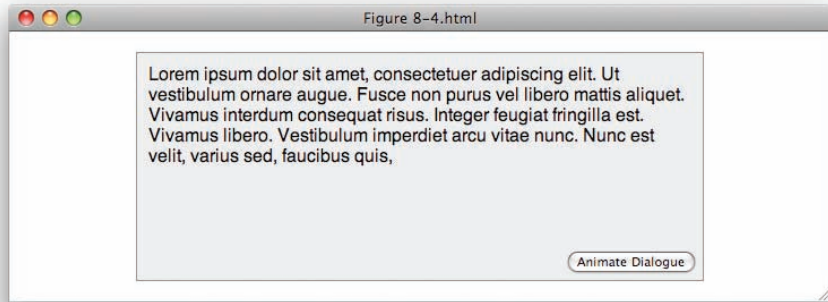 Figure 8-4.html
Lorem ipsum dolor sit amet, consectetuer adipiscing elit. Ut
vestibulum ornare augue. Fusce non purus vel libero mattis aliquet.
Vivamus interdum consequat risus. Integer feugiat fringilla est.
Vivamus libero. Vestibulum imperdiet arcu vitae nunc. Nunc est
velit, varius sed, faucibus quis,
Animate Dialogue